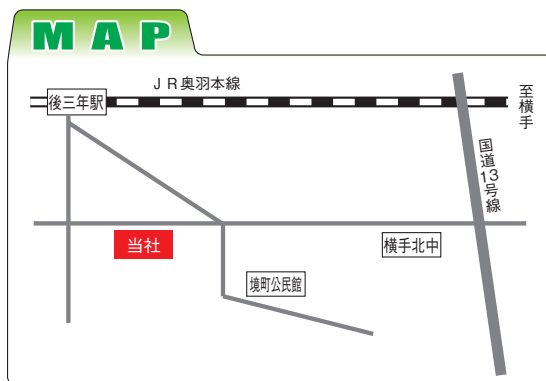 MAP
JR奥羽本線
後三年駅
至横手
国道13号線
当社
横手北中
境町公民館